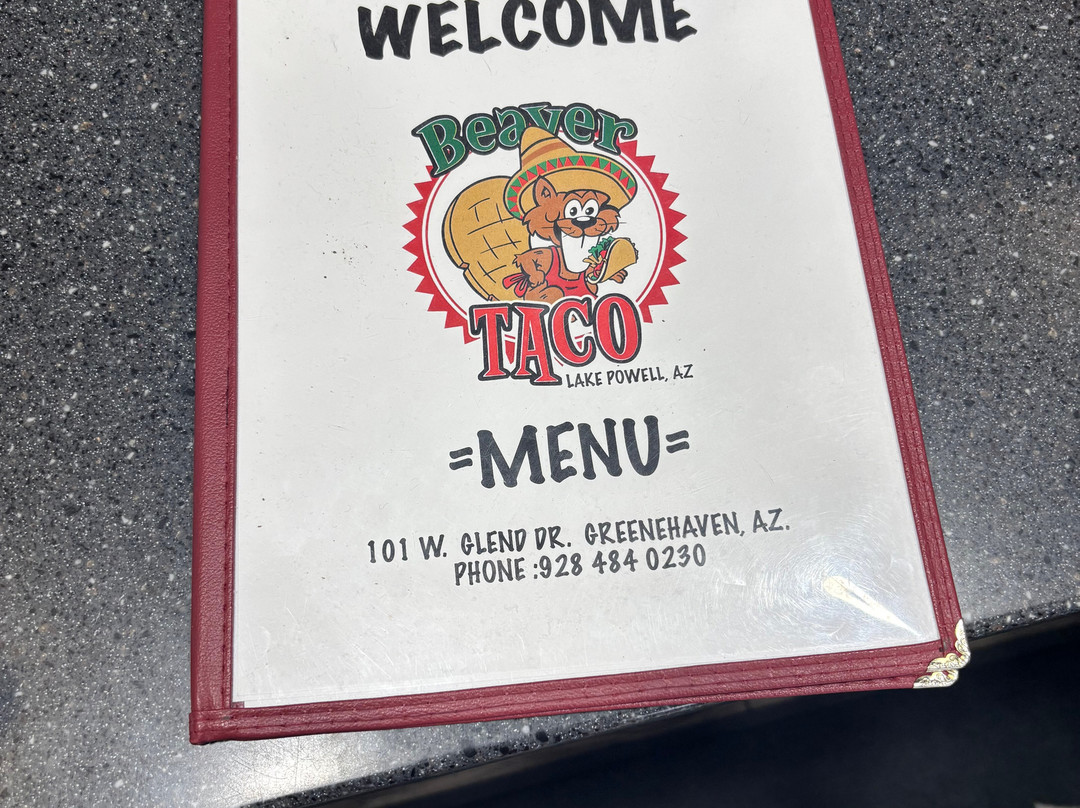 WELCOME
Beaver
TACO
LAKE POWELL, AZ
=MENU=
101 W. GLEND DR. GREENEHAVEN, AZ.
PHONE :928 484 0230